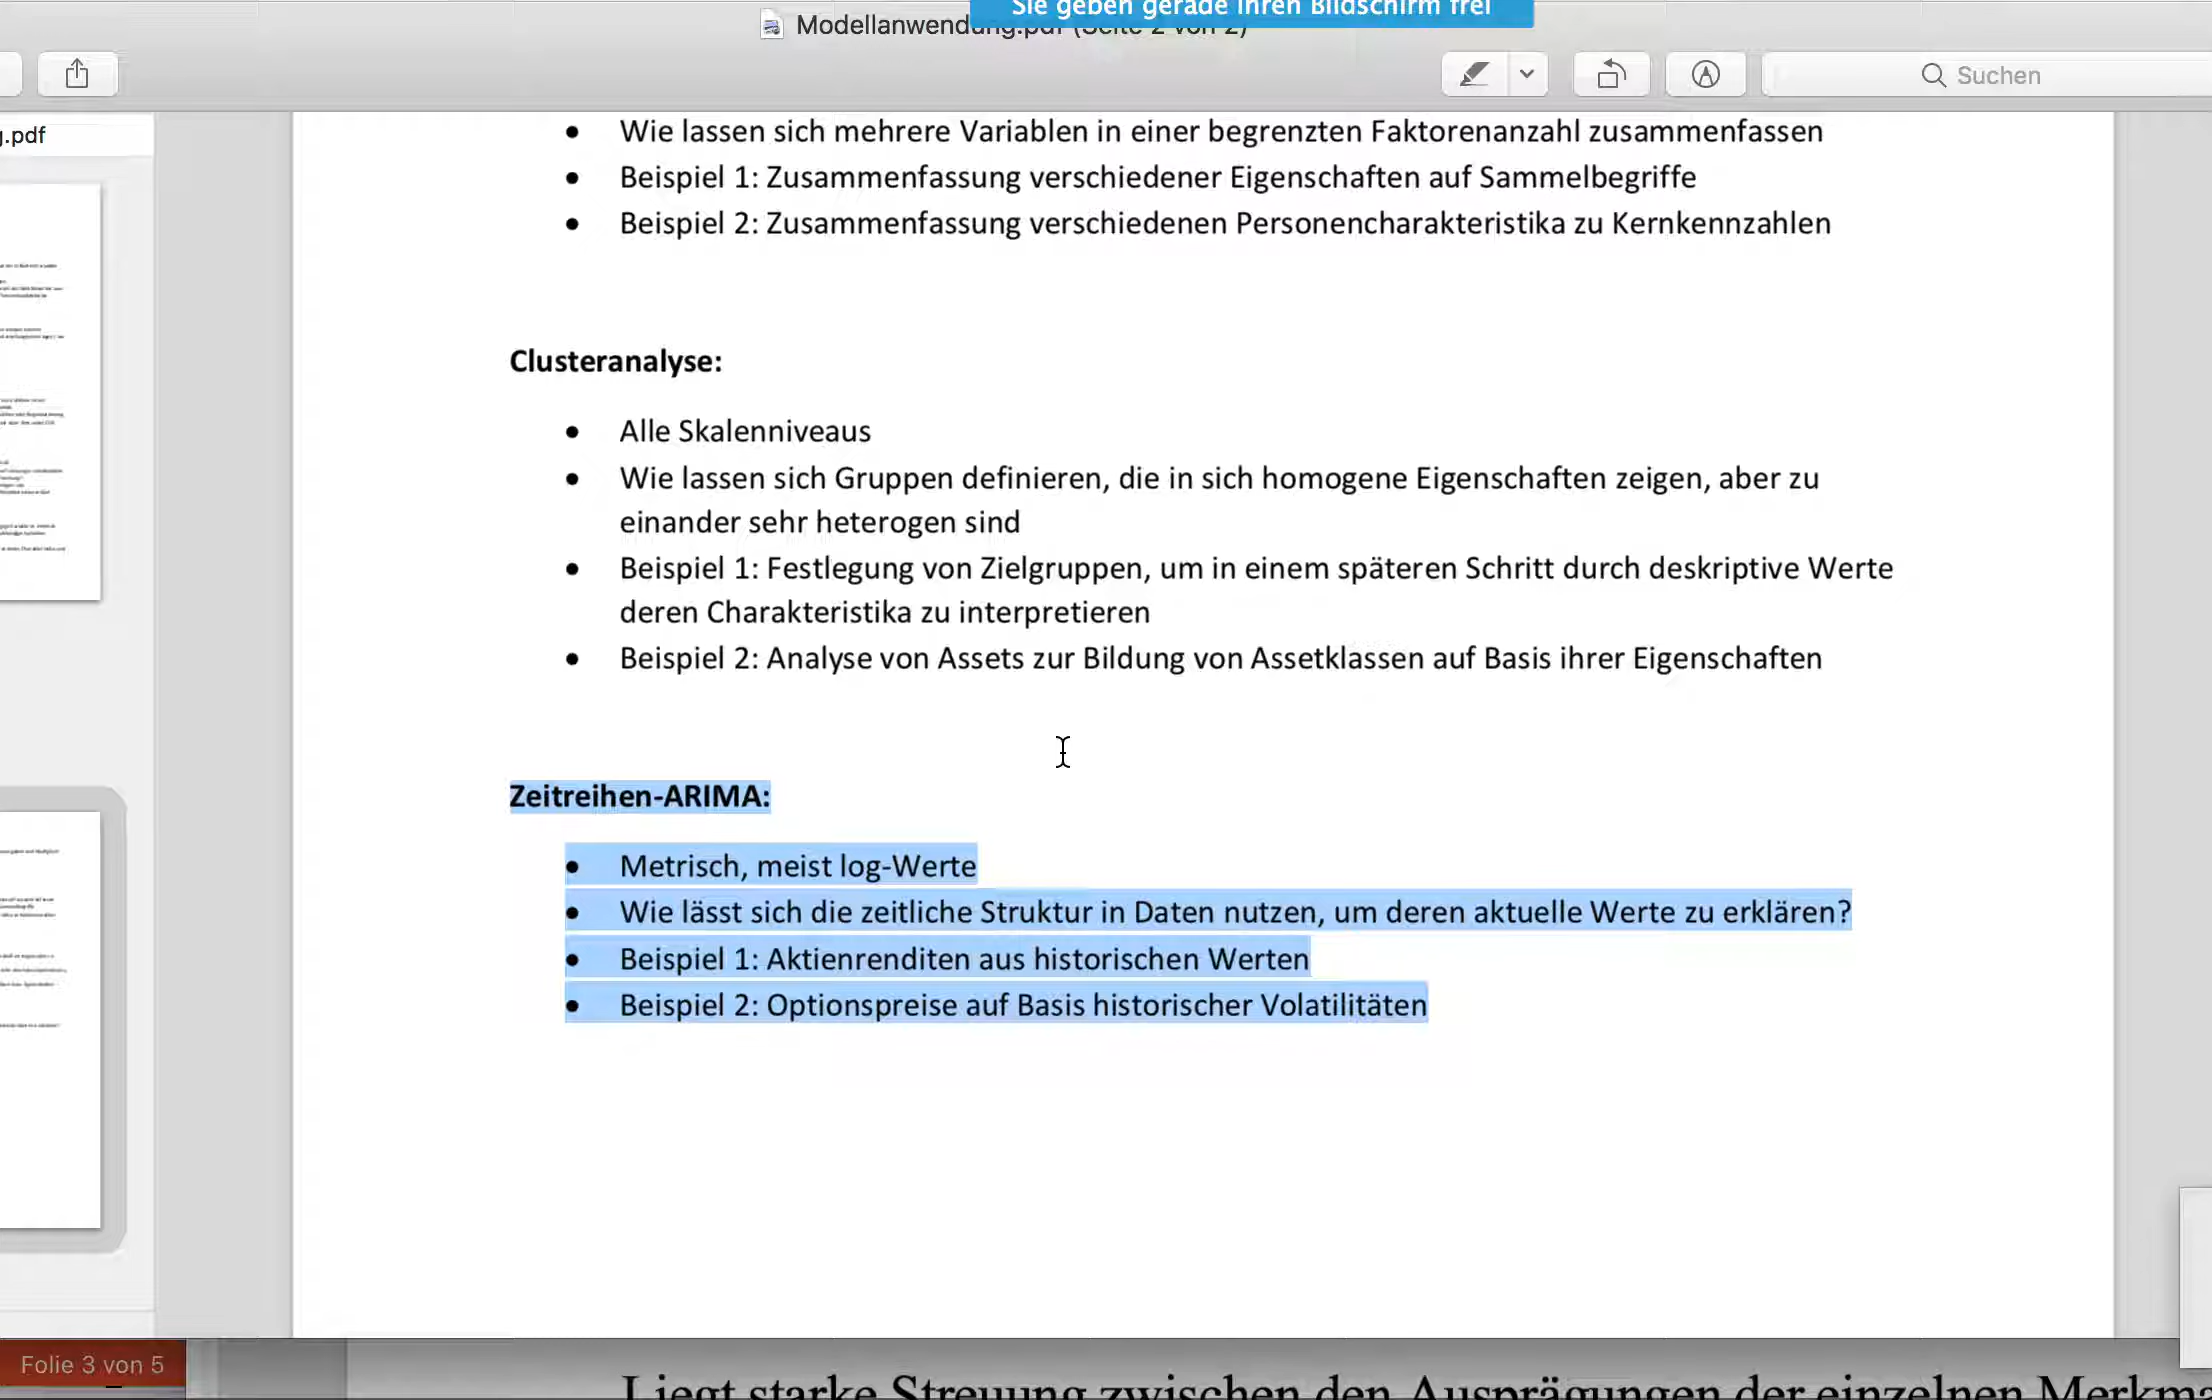 Sie geben gerade Ihren Bildschirm frei
Modellanwendung.pdf (Seite 2 von 2)
Suchen
g.pdf
• Wie lassen sich mehrere Variablen in einer begrenzten Faktorenanzahl zusammenfassen
• Beispiel 1: Zusammenfassung verschiedener Eigenschaften auf Sammelbegriffe
• Beispiel 2: Zusammenfassung verschiedenen Personencharakteristika zu Kernkennzahlen
Clusteranalyse:
• Alle Skalenniveaus
• Wie lassen sich Gruppen definieren, die in sich homogene Eigenschaften zeigen, aber zu
einander sehr heterogen sind
• Beispiel 1: Festlegung von Zielgruppen, um in einem späteren Schritt durch deskriptive Werte
deren Charakteristika zu interpretieren
• Beispiel 2: Analyse von Assets zur Bildung von Assetklassen auf Basis ihrer Eigenschaften
Zeitreihen-ARIMA:
• Metrisch, meist log-Werte
• Wie lässt sich die zeitliche Struktur in Daten nutzen, um deren aktuelle Werte zu erklären?
• Beispiel 1: Aktienrenditen aus historischen Werten
• Beispiel 2: Optionspreise auf Basis historischer Volatilitäten
Folie 3 von 5
Liegt starke Streuung zwischen den Ausprägungen der einzelnen Merkma